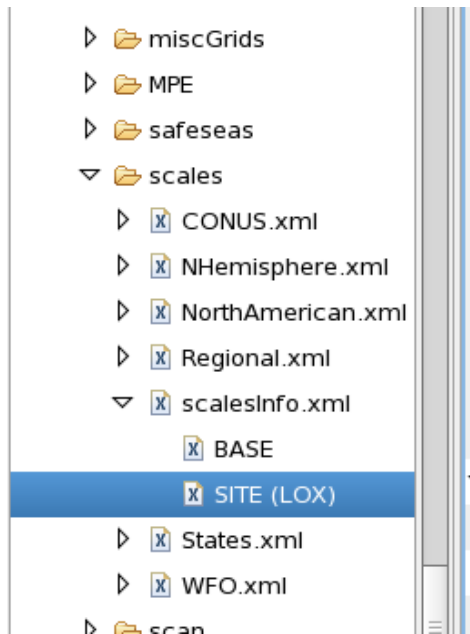 miscGrids
MPE
safeseas
scales
CONUS.xml
NHemisphere.xml
NorthAmerican.xml
Regional.xml
scalesInfo.xml
BASE
SITE (LOX)
States.xml
WFO.xml
scan